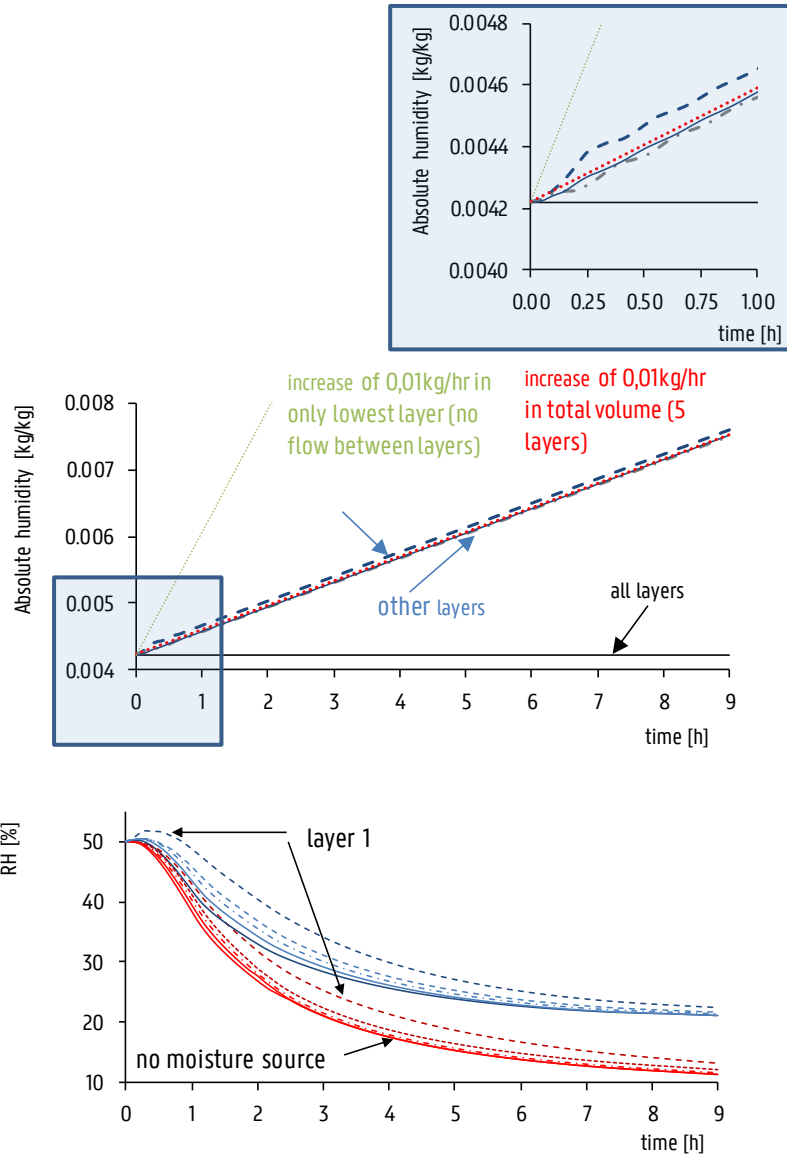 0.0048
0.0046
0.0044
0.0042
0.0040
Absolute humidity [kg/kg]
0.00 0.25 0.50 0.75 1.00
time [h]
increase of 0,01kg/hr in
only lowest layer (no
flow between layers)
increase of 0,01kg/hr
in total volume (5
layers)
0.008
0.007
0.006
0.005
0.004
Absolute humidity [kg/kg]
other layers
all layers
0 1 2 3 4 5 6 7 8 9
time [h]
RH [%]
50
40
30
20
10
layer 1
no moisture source
0 1 2 3 4 5 6 7 8 9
time [h]